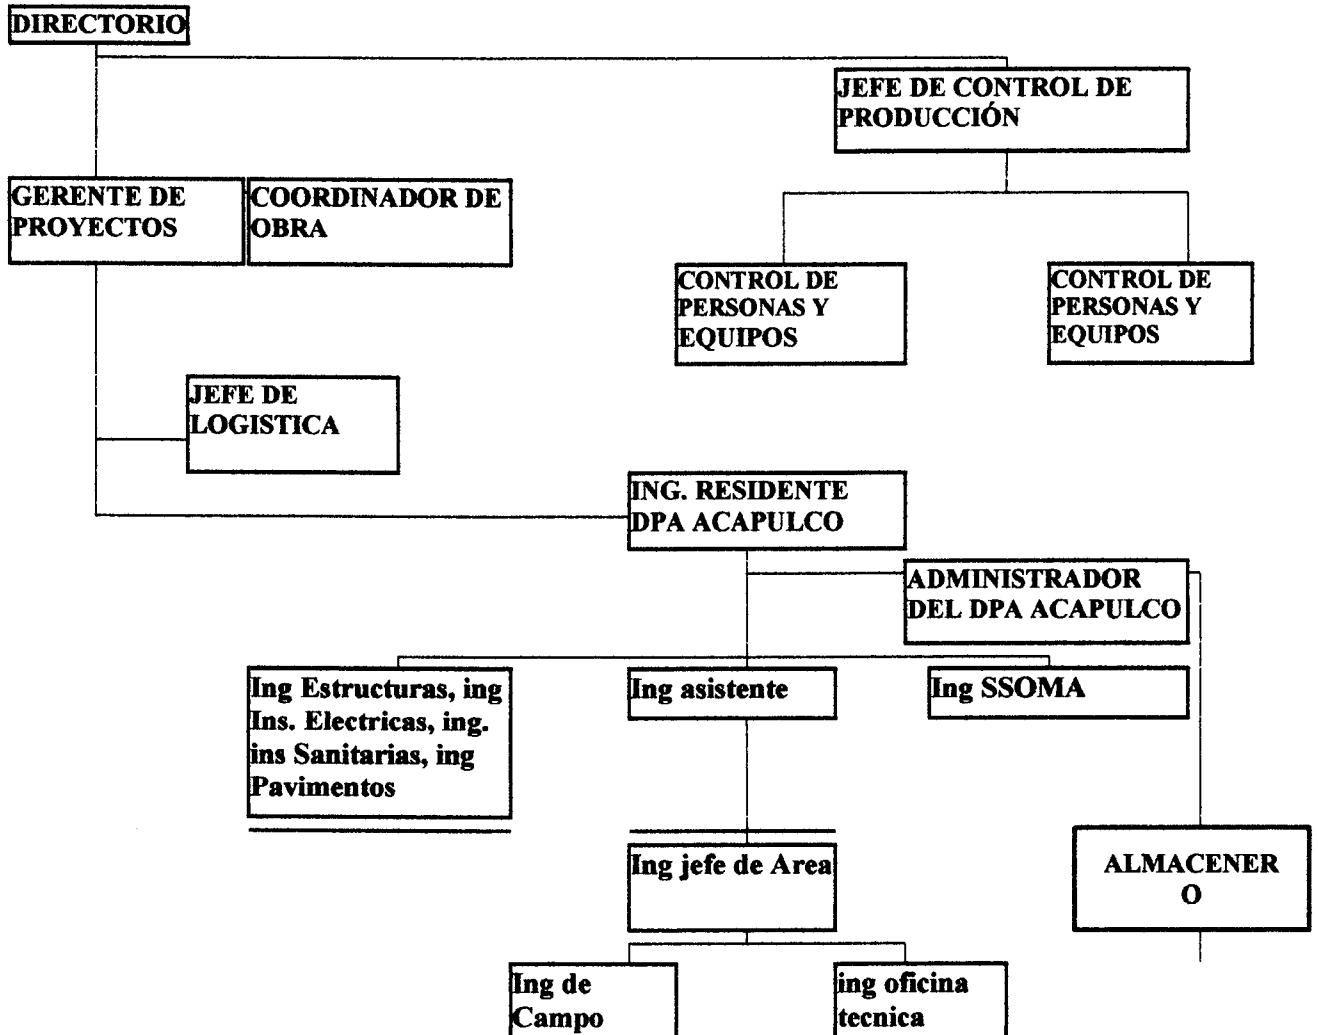 DIRECTORIO
JEFE DE CONTROL DE
PRODUCCIÓN
GERENTE DE
PROYECTOS
COORDINADOR DE
OBRA
CONTROL DE
PERSONAS Y
EQUIPOS
CONTROL DE
PERSONAS Y
EQUIPOS
JEFE DE
LOGISTICA
ING. RESIDENTE
DPA ACAPULCO
ADMINISTRADOR
DEL DPA ACAPULCO
Ing Estructuras, ing
Ins. Electricas, ing.
ins Sanitarias, ing
Pavimentos
Ing asistente
Ing SSOMA
Ing jefe de Area
ALMACENER
O
Ing de
Campo
ing oficina
tecnica